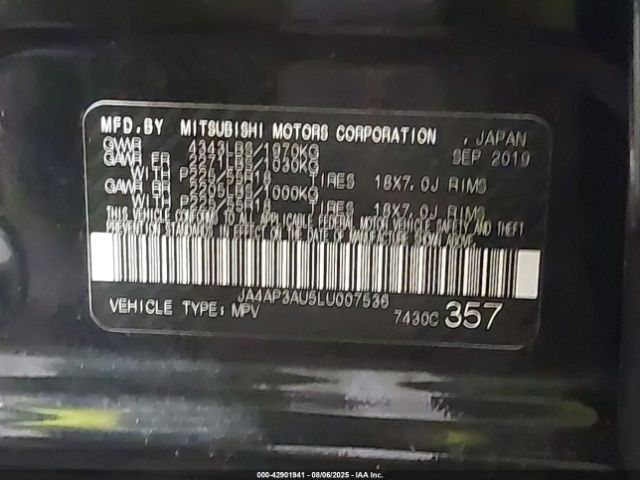 MFD.BY MITSUBISHI MOTORS CORPORATION , JAPAN
GVWR 4343LBS/1970KG SEP 2019
GAWR FR 2271LBS/1030KG
WITH P225/55R18 TIRES 18X7.0J RIMS
GAWR RR 2205LBS/1000KG
WITH P225/55R18 TIRES 18X7.0J RIMS
THIS VEHICLE CONFORMS TO ALL APPLICABLE FEDERAL MOTOR VEHICLE SAFETY AND THEFT
PREVENTION STANDARDS IN EFFECT ON THE DATE OF MANUFACTURE SHOWN ABOVE.
JA4AP3AU5LU007536
VEHICLE TYPE: MPV 7430C 357
000-42901941 - 08/06/2025 - IAA Inc.